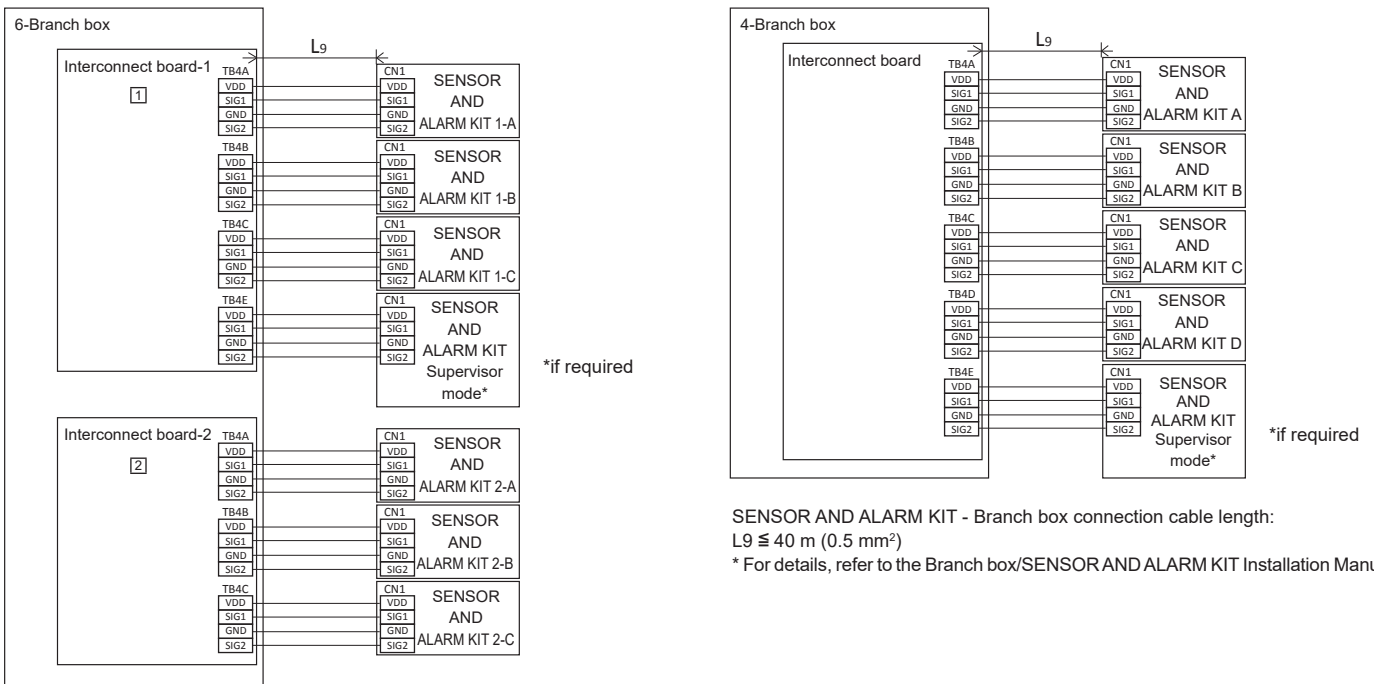 6-Branch box
L9
Interconnect board-1
1
TB4A
VDD
SIG1
GND
SIG2
CN1
VDD
SIG1
GND
SIG2
SENSOR
AND
ALARM KIT 1-A
TB4B
VDD
SIG1
GND
SIG2
CN1
VDD
SIG1
GND
SIG2
SENSOR
AND
ALARM KIT 1-B
TB4C
VDD
SIG1
GND
SIG2
CN1
VDD
SIG1
GND
SIG2
SENSOR
AND
ALARM KIT 1-C
TB4E
VDD
SIG1
GND
SIG2
CN1
VDD
SIG1
GND
SIG2
SENSOR
AND
ALARM KIT
Supervisor
mode*
*if required
Interconnect board-2
2
TB4A
VDD
SIG1
GND
SIG2
CN1
VDD
SIG1
GND
SIG2
SENSOR
AND
ALARM KIT 2-A
TB4B
VDD
SIG1
GND
SIG2
CN1
VDD
SIG1
GND
SIG2
SENSOR
AND
ALARM KIT 2-B
TB4C
VDD
SIG1
GND
SIG2
CN1
VDD
SIG1
GND
SIG2
SENSOR
AND
ALARM KIT 2-C
4-Branch box
L9
Interconnect board
TB4A
VDD
SIG1
GND
SIG2
CN1
VDD
SIG1
GND
SIG2
SENSOR
AND
ALARM KIT A
TB4B
VDD
SIG1
GND
SIG2
CN1
VDD
SIG1
GND
SIG2
SENSOR
AND
ALARM KIT B
TB4C
VDD
SIG1
GND
SIG2
CN1
VDD
SIG1
GND
SIG2
SENSOR
AND
ALARM KIT C
TB4D
VDD
SIG1
GND
SIG2
CN1
VDD
SIG1
GND
SIG2
SENSOR
AND
ALARM KIT D
TB4E
VDD
SIG1
GND
SIG2
CN1
VDD
SIG1
GND
SIG2
SENSOR
AND
ALARM KIT
Supervisor
mode*
*if required
SENSOR AND ALARM KIT - Branch box connection cable length:
L9 ≦ 40 m (0.5 mm²)
* For details, refer to the Branch box/SENSOR AND ALARM KIT Installation